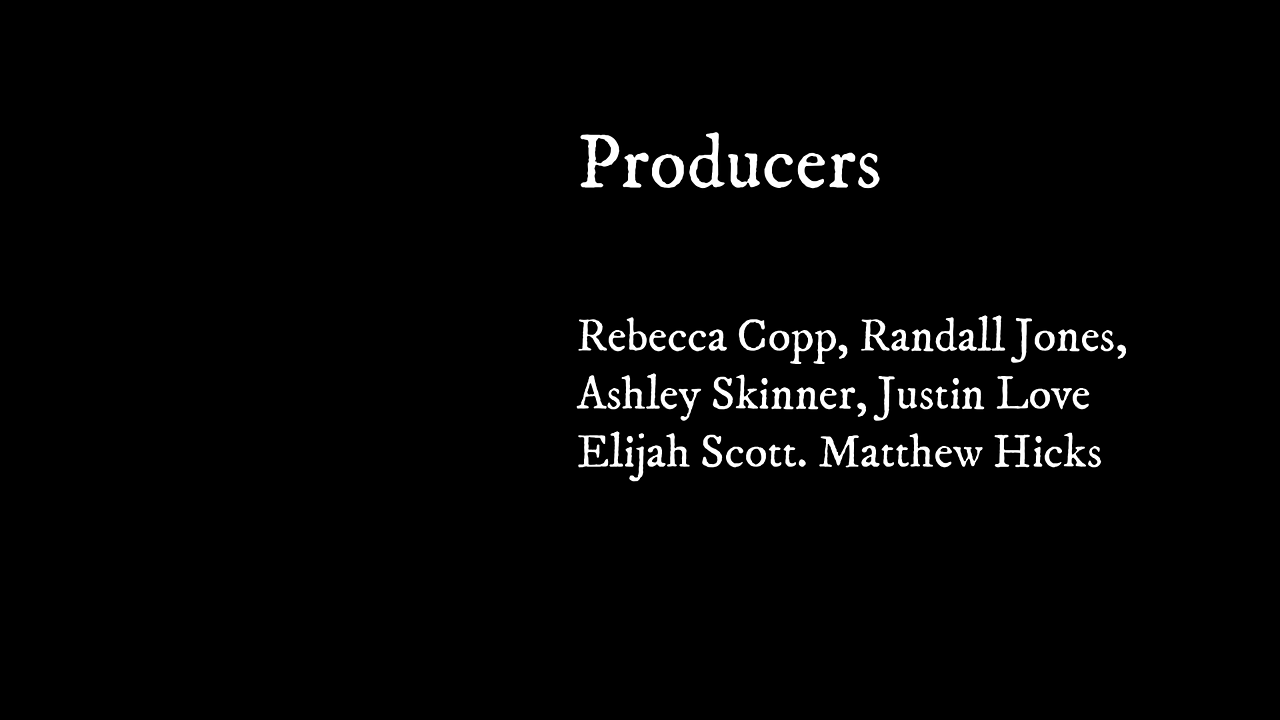 Producers
Rebecca Copp, Randall Jones,
Ashley Skinner, Justin Love
Elijah Scott. Matthew Hicks